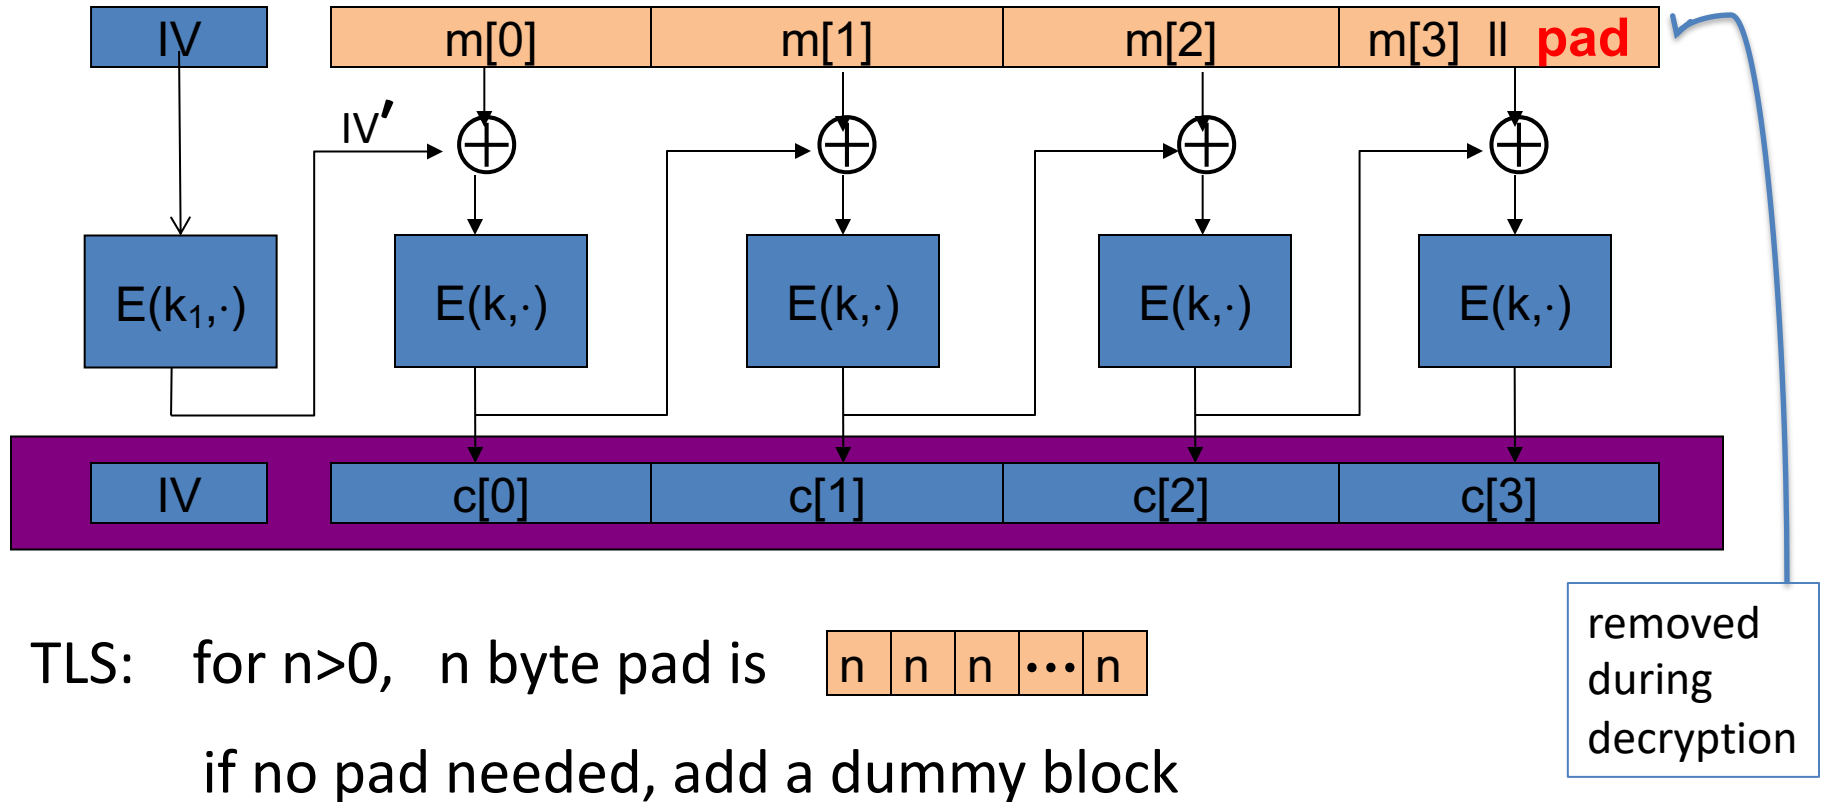 IV m[0] m[1] m[2] m[3] ll pad
IV′
E(k₁,·) E(k,·) E(k,·) E(k,·) E(k,·)
IV c[0] c[1] c[2] c[3]
TLS: for n>0, n byte pad is n n n ··· n
if no pad needed, add a dummy block
removed
during
decryption